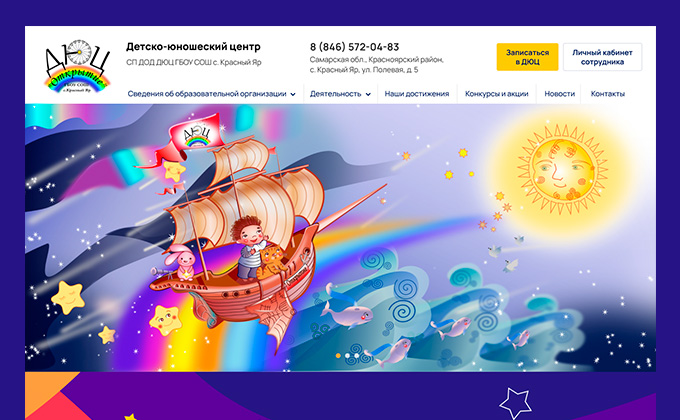 ДЮЦ
"Открытие"
ГБОУ СОШ
с. Красный Яр
Детско-юношеский центр
СП ДОД ДЮЦ ГБОУ СОШ с. Красный Яр
8 (846) 572-04-83
Самарская обл., Красноярский район,
с. Красный Яр, ул. Полевая, д. 5
Записаться
в ДЮЦ
Личный кабинет
сотрудника
Сведения об образовательной организации
Деятельность
Наши достижения
Конкурсы и акции
Новости
Контакты
ДЮЦ